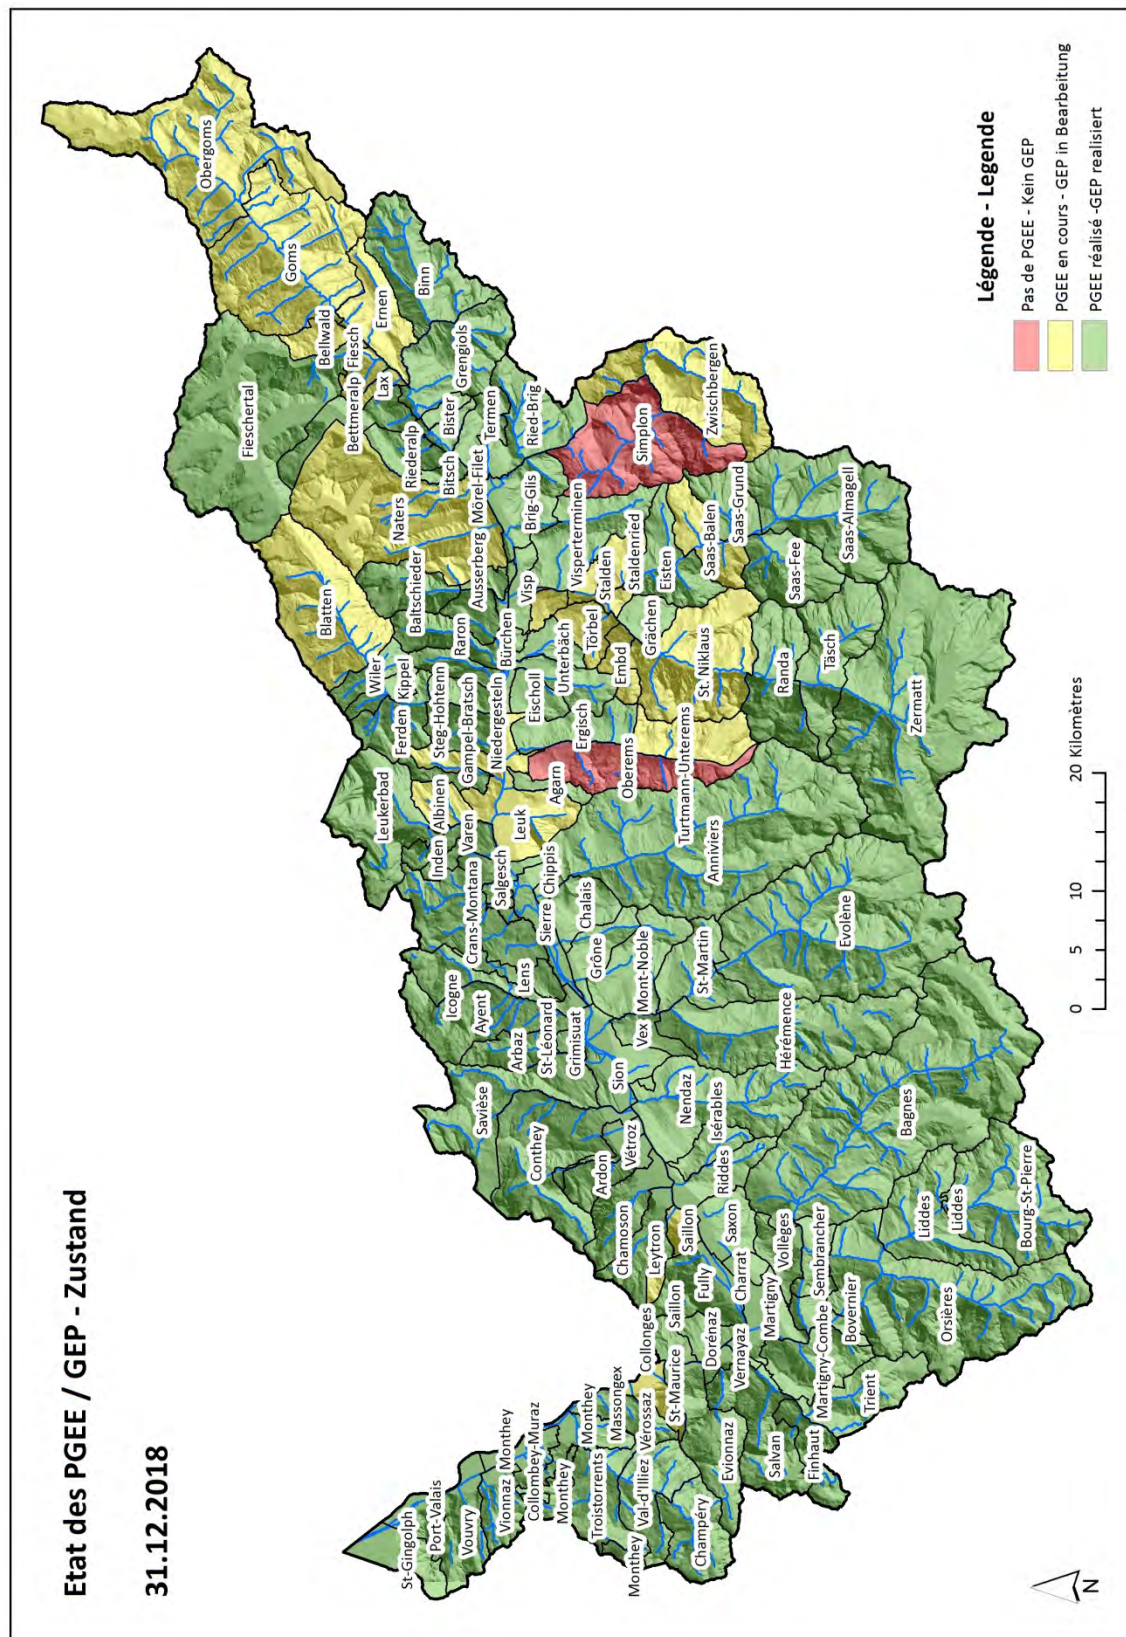 Etat des PGEE / GEP - Zustand
31.12.2018
Obergoms
Goms
Bellwald
Fieschertal
Fiesch
Ernen
Binn
Bettmeralp
Lax
Grengiols
Riederalp
Bister
Bitsch
Termen
Mörel-Filet
Ried-Brig
Naters
Brig-Glis
Simplon
Zwischbergen
Blatten
Baltschieder
Ausserberg
Visp
Visperterminen
Stalden
Staldenried
Eisten
Saas-Balen
Saas-Grund
Saas-Almagell
Saas-Fee
Wiler
Kippel
Ferden
Raron
Bürchen
Unterbäch
Törbel
Embd
Grächen
St. Niklaus
Randa
Täsch
Zermatt
Steg-Hohtenn
Gampel-Bratsch
Niedergesteln
Eischoll
Ergisch
Oberems
Turtmann-Unterems
Agarn
Leukerbad
Albinen
Inden
Varen
Leuk
Salgesch
Crans-Montana
Sierre
Chippis
Chalais
Anniviers
Grône
Mont-Noble
St-Martin
Evolène
Icogne
Lens
Ayent
Arbaz
St-Léonard
Grimisuat
Sion
Vex
Hérémence
Savièse
Conthey
Vétroz
Ardon
Nendaz
Isérables
Riddes
Bagnes
Chamoson
Leytron
Saillon
Saillon
Saxon
Fully
Charrat
Martigny
Vollèges
Sembrancher
Liddes
Liddes
Bourg-St-Pierre
Orsières
Bovernier
Martigny-Combe
Trient
Collonges
Dorénaz
Vernayaz
St-Maurice
Evionnaz
Salvan
Finhaut
Massongex
Vérossaz
Monthey
Monthey
Monthey
Monthey
Collombey-Muraz
Vionnaz
Vouvry
Port-Valais
St-Gingolph
Troistorrents
Val-d'Illiez
Champéry
Légende - Legende
Pas de PGEE - Kein GEP
PGEE en cours - GEP in Bearbeitung
PGEE réalisé -GEP realisiert
0 5 10 20 Kilomètres
N